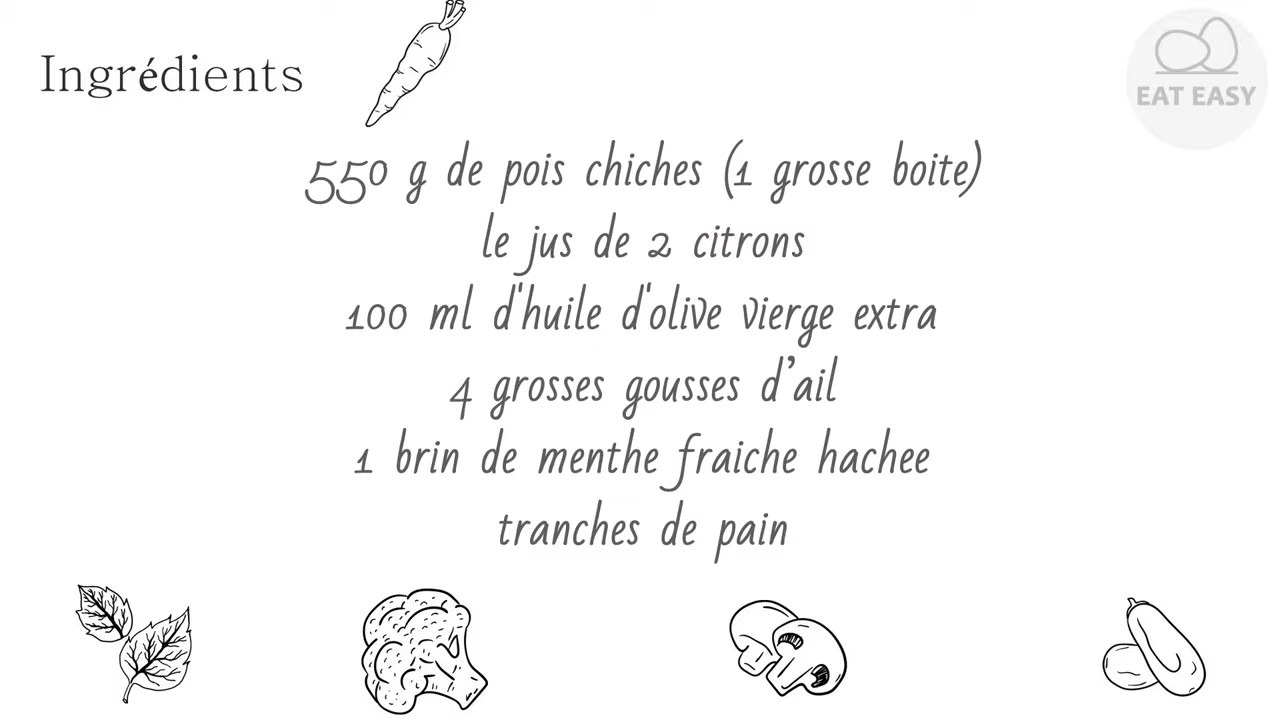 Ingrédients
EAT EASY
550 g de pois chiches (1 grosse boite)
le jus de 2 citrons
100 ml d'huile d'olive vierge extra
4 grosses gousses d’ail
1 brin de menthe fraiche hachee
tranches de pain